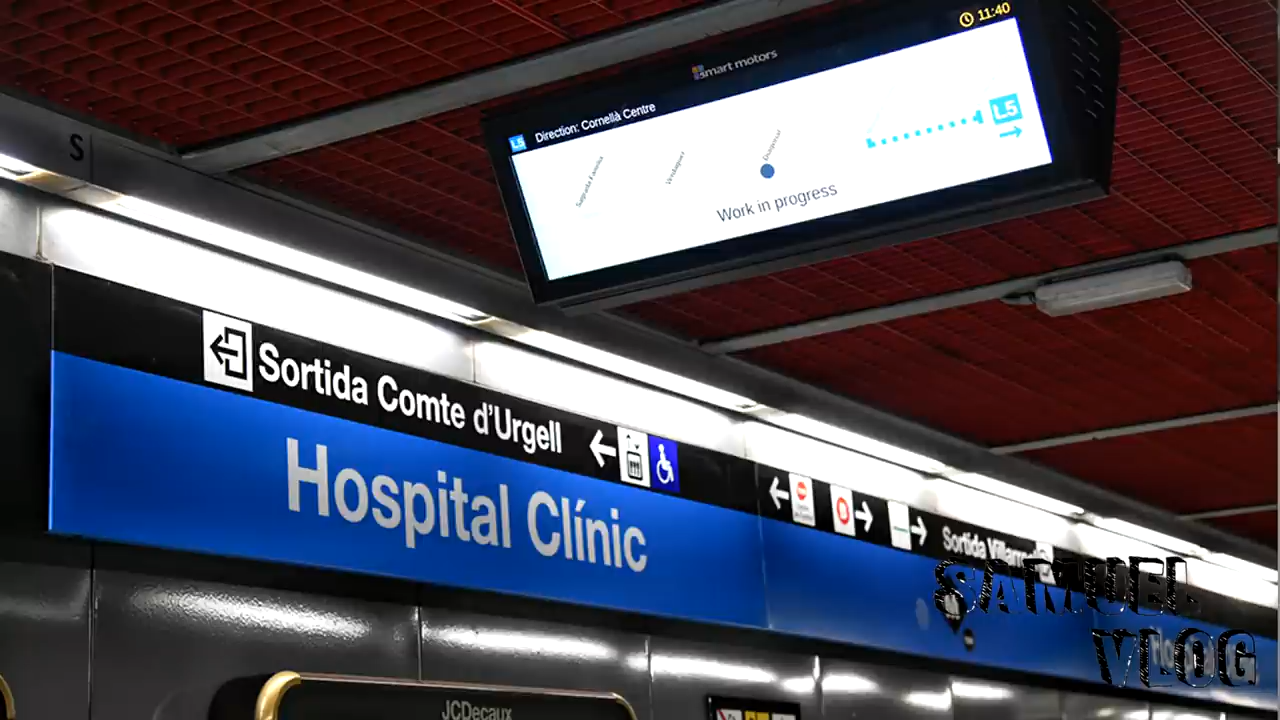 11:40
smart motors
L5 Direction: Cornellà Centre
Sagrada Família
Verdaguer
Diagonal
L5
Work in progress
S
Sortida Comte d'Urgell
Hospital Clínic
Sortida
SAMUEL
VLOG
JCDecaux